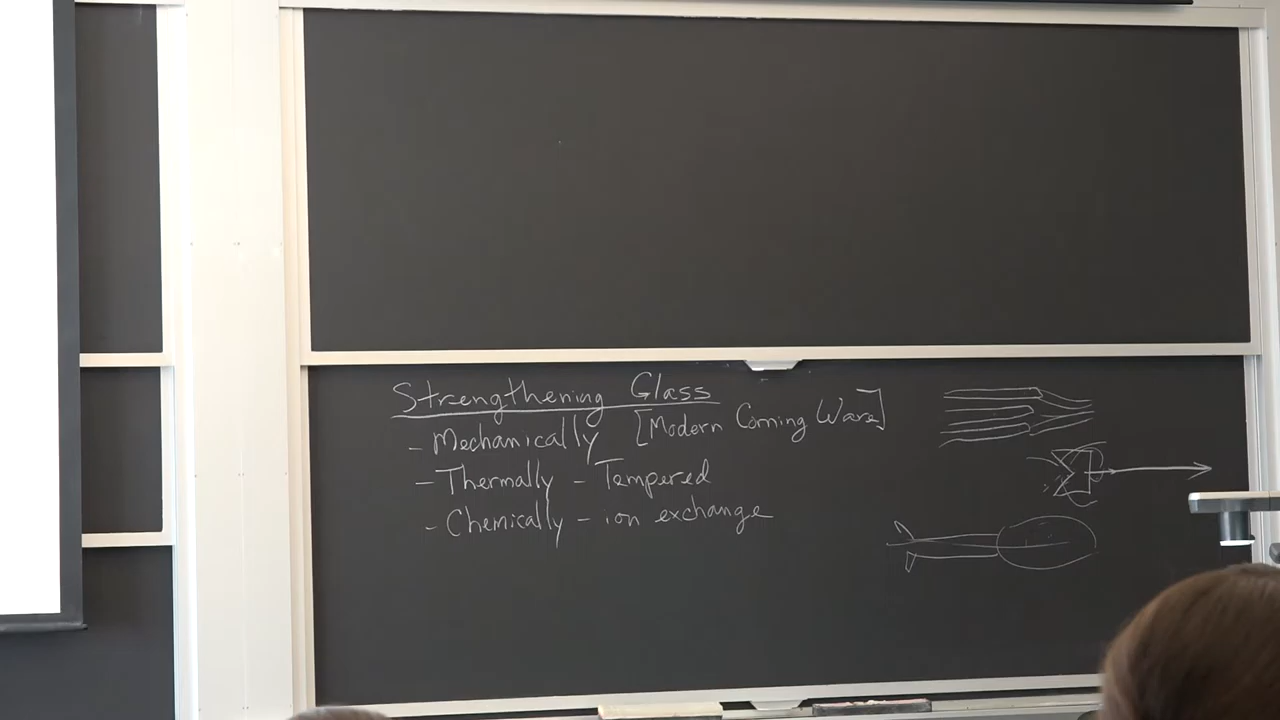 Strengthening Glass
- Mechanically [Modern Corning Ware]
- Thermally - Tempered
- Chemically - ion exchange